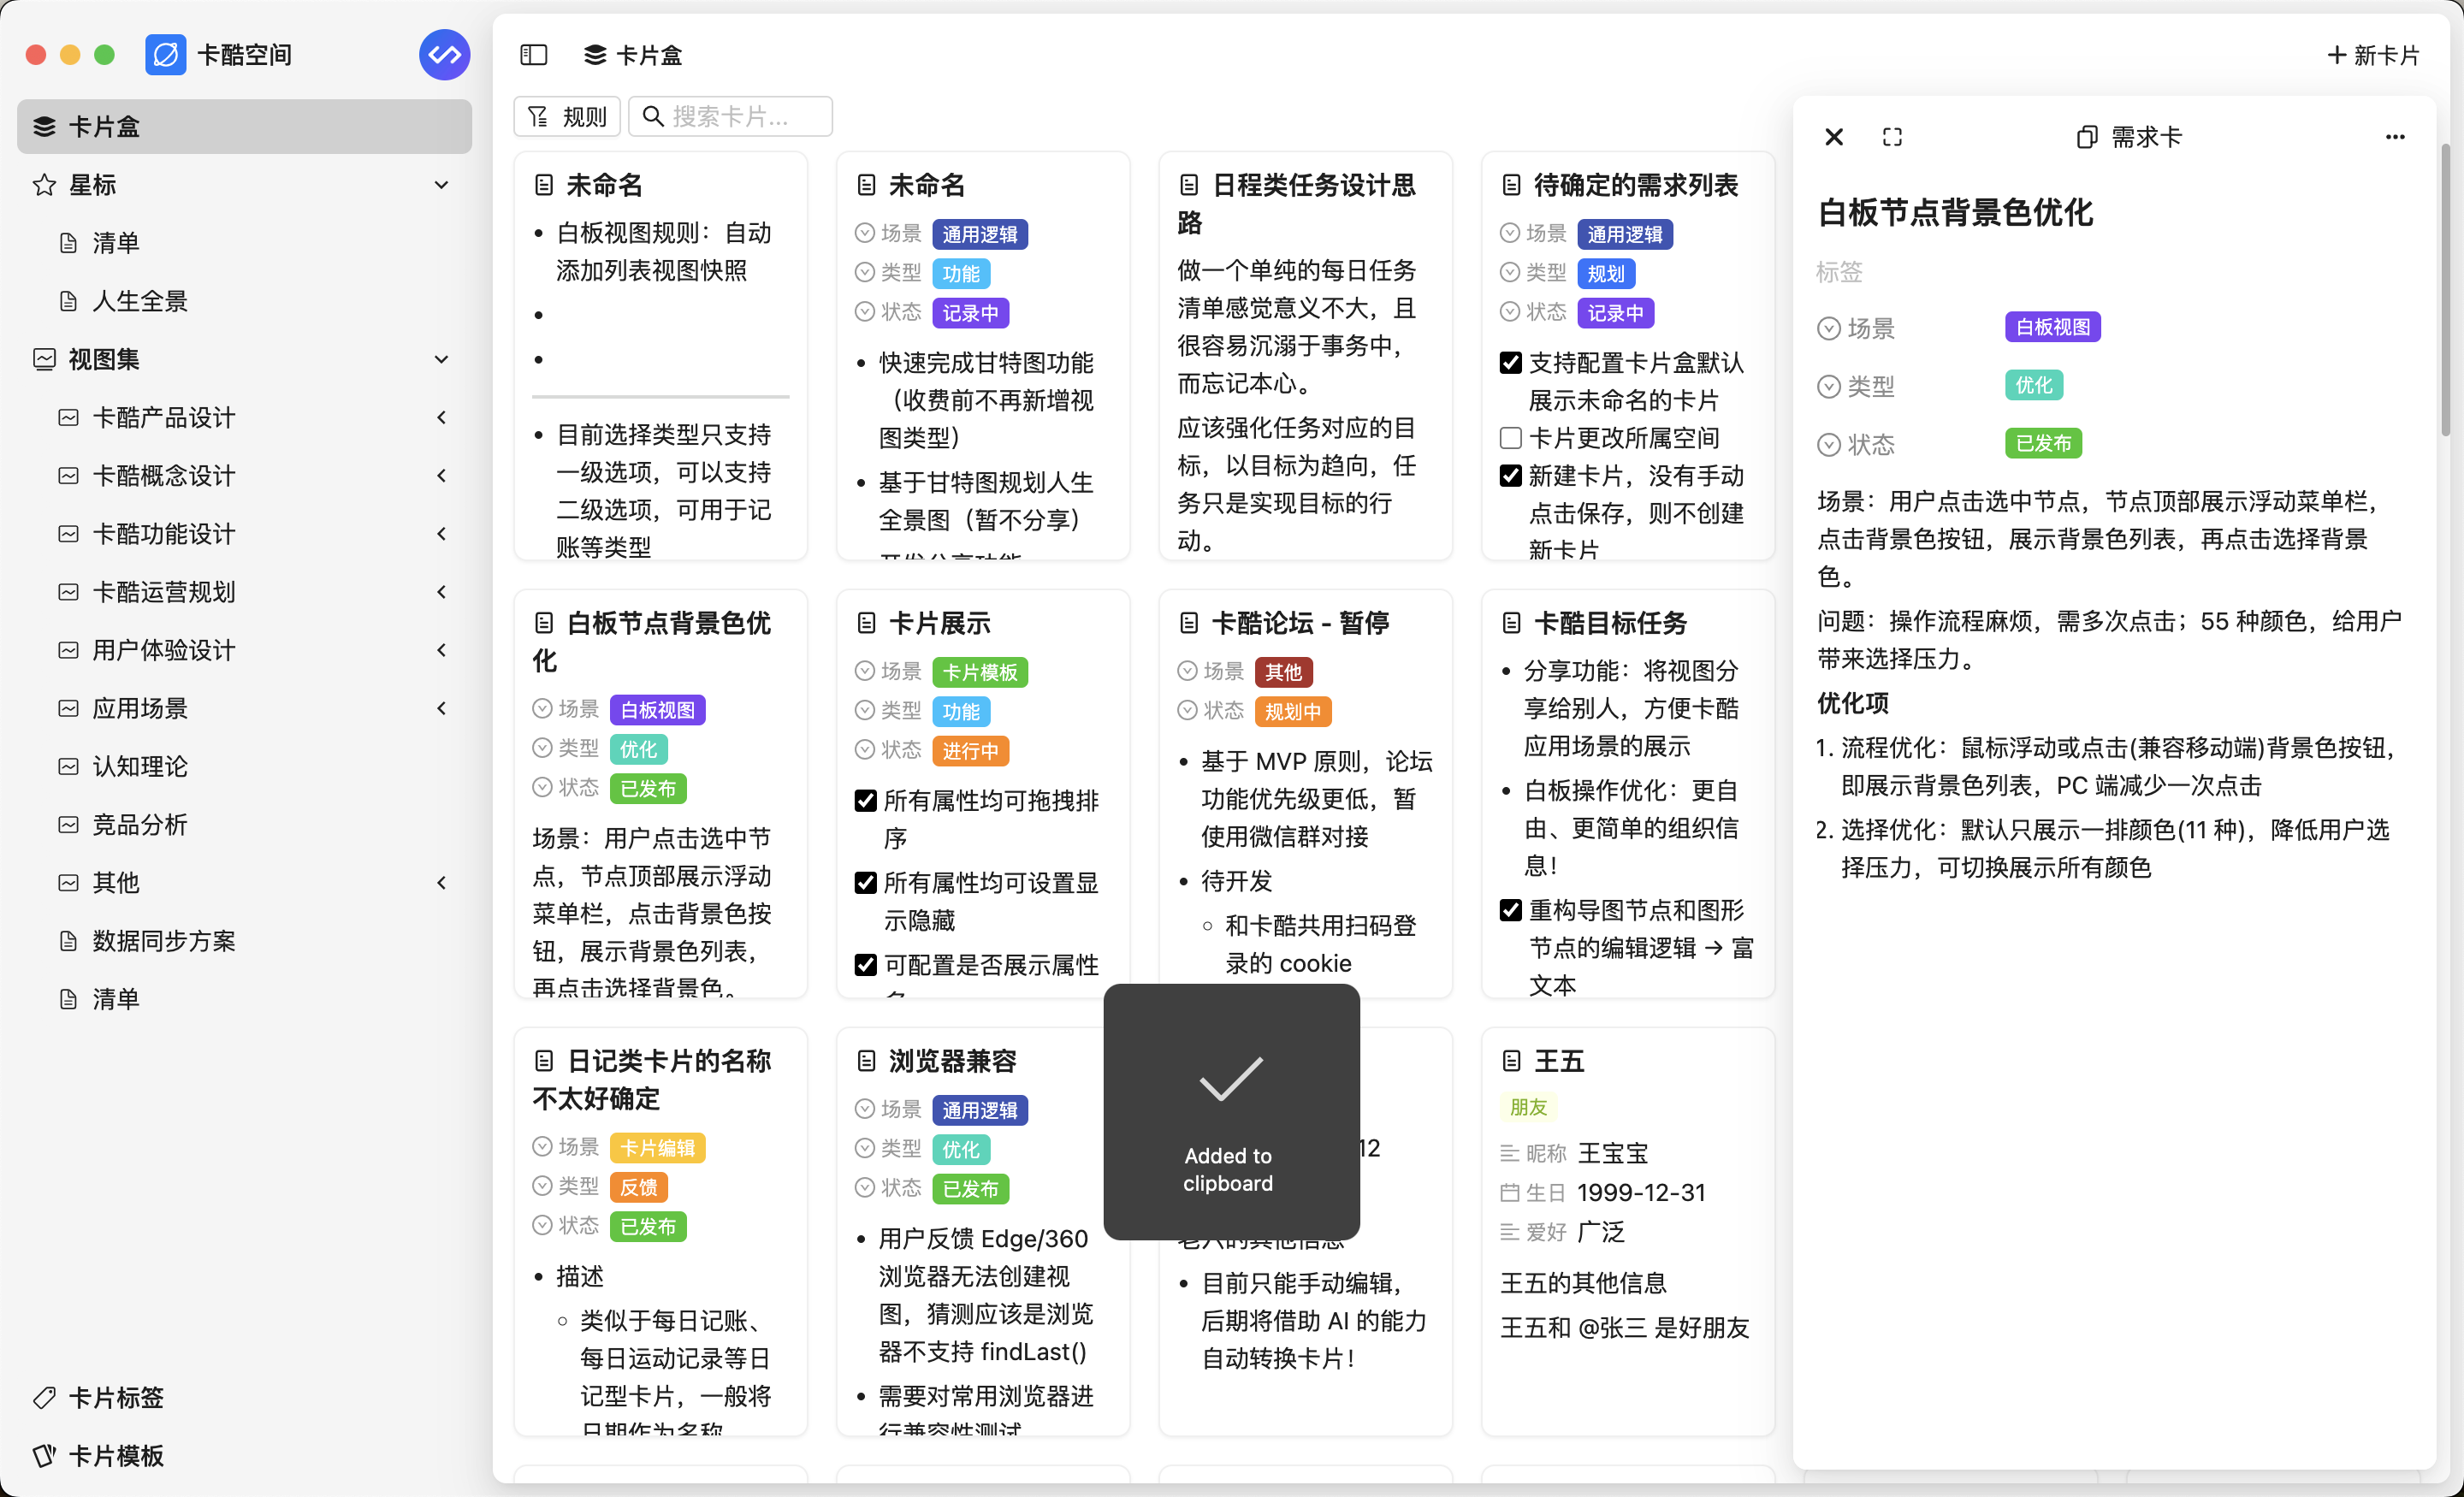 卡酷空间
卡片盒
星标
清单
人生全景
视图集
卡酷产品设计
卡酷概念设计
卡酷功能设计
卡酷运营规划
用户体验设计
应用场景
认知理论
竞品分析
其他
数据同步方案
清单
卡片标签
卡片模板
卡片盒
新卡片
规则
搜索卡片...
未命名
白板视图规则：自动
添加列表视图快照
目前选择类型只支持
一级选项，可以支持
二级选项，可用于记
账等类型
未命名
场景 通用逻辑
类型 功能
状态 记录中
快速完成甘特图功能
（收费前不再新增视
图类型）
基于甘特图规划人生
全景图（暂不分享）
日程类任务设计思
路
做一个单纯的每日任务
清单感觉意义不大，且
很容易沉溺于事务中，
而忘记本心。
应该强化任务对应的目
标，以目标为趋向，任
务只是实现目标的行
动。
待确定的需求列表
场景 通用逻辑
类型 规划
状态 记录中
支持配置卡片盒默认
展示未命名的卡片
卡片更改所属空间
新建卡片，没有手动
点击保存，则不创建
新卡片
白板节点背景色优
化
场景 白板视图
类型 优化
状态 已发布
场景：用户点击选中节
点，节点顶部展示浮动
菜单栏，点击背景色按
钮，展示背景色列表，
再点击选择背景色。
卡片展示
场景 卡片模板
类型 功能
状态 进行中
所有属性均可拖拽排
序
所有属性均可设置显
示隐藏
可配置是否展示属性
卡酷论坛 - 暂停
场景 其他
状态 规划中
基于 MVP 原则，论坛
功能优先级更低，暂
使用微信群对接
待开发
和卡酷共用扫码登
录的 cookie
卡酷目标任务
分享功能：将视图分
享给别人，方便卡酷
应用场景的展示
白板操作优化：更自
由、更简单的组织信
息！
重构导图节点和图形
节点的编辑逻辑 → 富
文本
日记类卡片的名称
不太好确定
场景 卡片编辑
类型 反馈
状态 已发布
描述
类似于每日记账、
每日运动记录等日
记型卡片，一般将
日期作为名称
浏览器兼容
场景 通用逻辑
类型 优化
状态 已发布
用户反馈 Edge/360
浏览器无法创建视
图，猜测应该是浏览
器不支持 findLast()
需要对常用浏览器进
行兼容性测试
12
目前只能手动编辑，
后期将借助 AI 的能力
自动转换卡片！
Added to
clipboard
王五
朋友
昵称 王宝宝
生日 1999-12-31
爱好 广泛
王五的其他信息
王五和 @张三 是好朋友
需求卡
白板节点背景色优化
标签
场景 白板视图
类型 优化
状态 已发布
场景：用户点击选中节点，节点顶部展示浮动菜单栏，
点击背景色按钮，展示背景色列表，再点击选择背景
色。
问题：操作流程麻烦，需多次点击；55 种颜色，给用户
带来选择压力。
优化项
1. 流程优化：鼠标浮动或点击(兼容移动端)背景色按钮，
即展示背景色列表，PC 端减少一次点击
2. 选择优化：默认只展示一排颜色(11 种)，降低用户选
择压力，可切换展示所有颜色